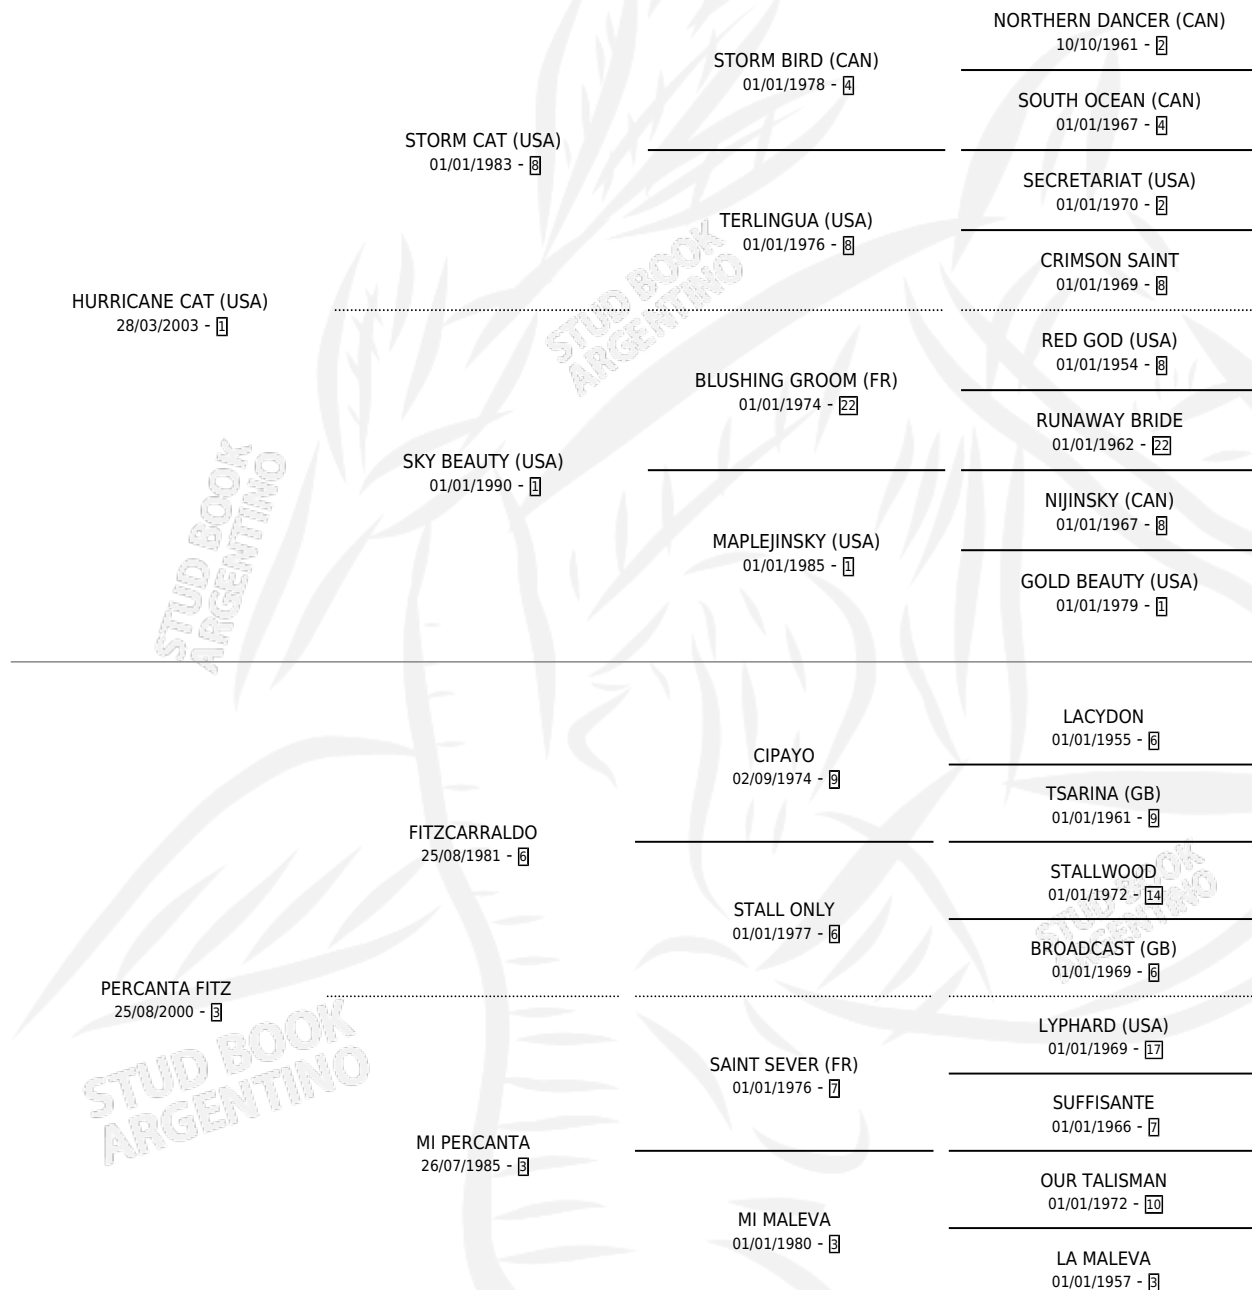 NORTHERN DANCER (CAN)
10/10/1961 - 2
STORM BIRD (CAN)
01/01/1978 - 4
SOUTH OCEAN (CAN)
01/01/1967 - 4
STORM CAT (USA)
01/01/1983 - 8
SECRETARIAT (USA)
01/01/1970 - 2
TERLINGUA (USA)
01/01/1976 - 8
CRIMSON SAINT
01/01/1969 - 8
HURRICANE CAT (USA)
28/03/2003 - 1
RED GOD (USA)
01/01/1954 - 8
BLUSHING GROOM (FR)
01/01/1974 - 22
RUNAWAY BRIDE
01/01/1962 - 22
SKY BEAUTY (USA)
01/01/1990 - 1
NIJINSKY (CAN)
01/01/1967 - 8
MAPLEJINSKY (USA)
01/01/1985 - 1
GOLD BEAUTY (USA)
01/01/1979 - 1
LACYDON
01/01/1955 - 6
CIPAYO
02/09/1974 - 9
TSARINA (GB)
01/01/1961 - 9
FITZCARRALDO
25/08/1981 - 6
STALLWOOD
01/01/1972 - 14
STALL ONLY
01/01/1977 - 6
BROADCAST (GB)
01/01/1969 - 6
PERCANTA FITZ
25/08/2000 - 3
LYPHARD (USA)
01/01/1969 - 17
SAINT SEVER (FR)
01/01/1976 - 7
SUFFISANTE
01/01/1966 - 7
MI PERCANTA
26/07/1985 - 3
OUR TALISMAN
01/01/1972 - 10
MI MALEVA
01/01/1980 - 3
LA MALEVA
01/01/1957 - 3
STUD BOOK
ARGENTINO
STUD BOOK
ARGENTINO
STUD BOOK
ARGENTINO
STUD BOOK
ARGENTINO